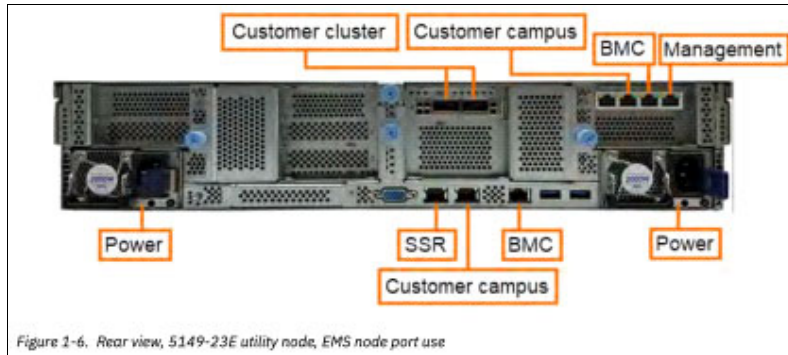 Customer cluster
Customer campus
BMC
Management
Power
SSR
BMC
Power
Customer campus
Figure 1-6. Rear view, 5149-23E utility node, EMS node port use